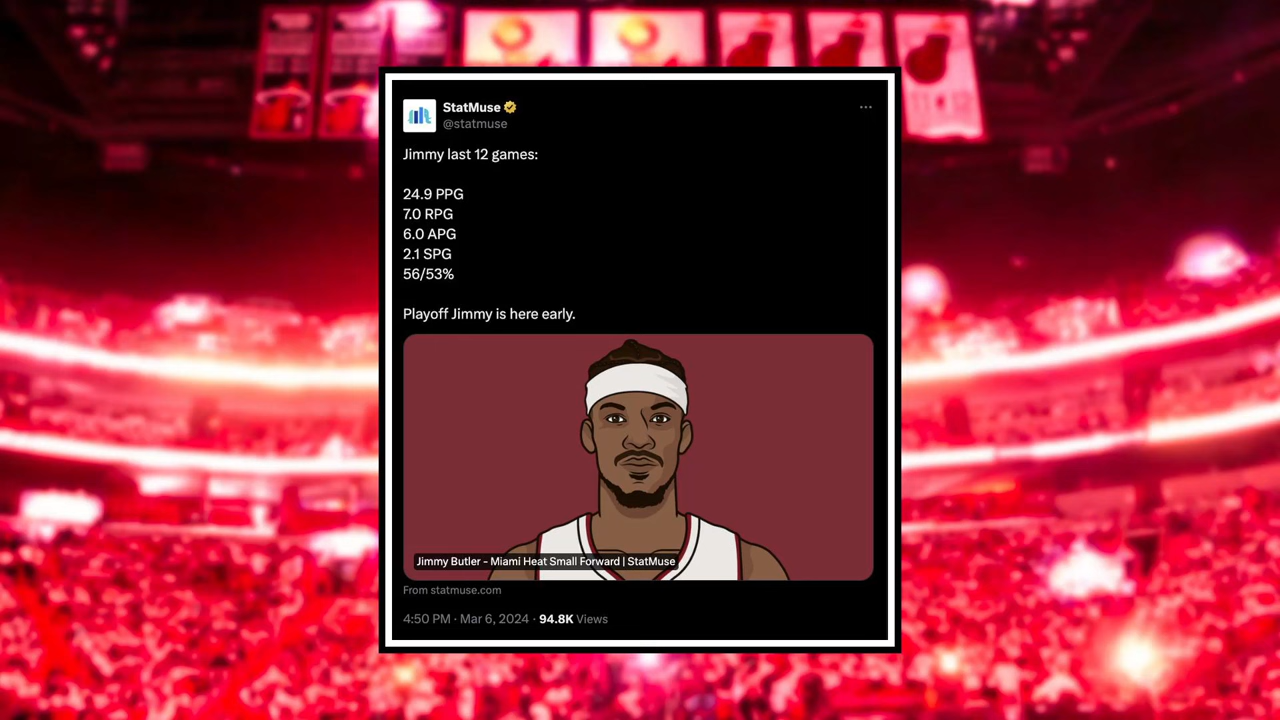 StatMuse
@statmuse
Jimmy last 12 games:
24.9 PPG
7.0 RPG
6.0 APG
2.1 SPG
56/53%
Playoff Jimmy is here early.
Jimmy Butler - Miami Heat Small Forward | StatMuse
From statmuse.com
4:50 PM · Mar 6, 2024 · 94.8K Views